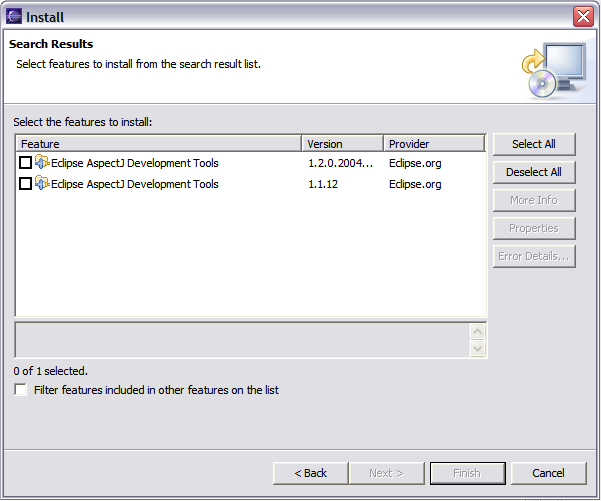 Install
Search Results
Select features to install from the search result list.
Select the features to install:
Feature Version Provider
Eclipse AspectJ Development Tools 1.2.0.2004... Eclipse.org
Eclipse AspectJ Development Tools 1.1.12 Eclipse.org
Select All
Deselect All
More Info
Properties
Error Details...
0 of 1 selected.
Filter features included in other features on the list
< Back Next > Finish Cancel